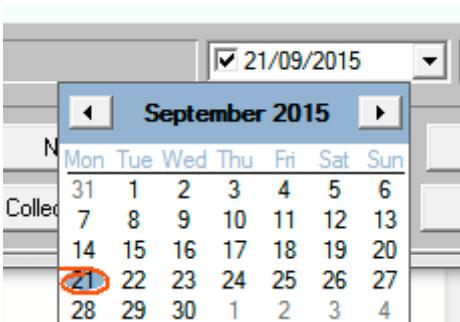 21/09/2015
September 2015
N
Mon Tue Wed Thu Fri Sat Sun
31 1 2 3 4 5 6
Collec
7 8 9 10 11 12 13
14 15 16 17 18 19 20
21 22 23 24 25 26 27
28 29 30 1 2 3 4